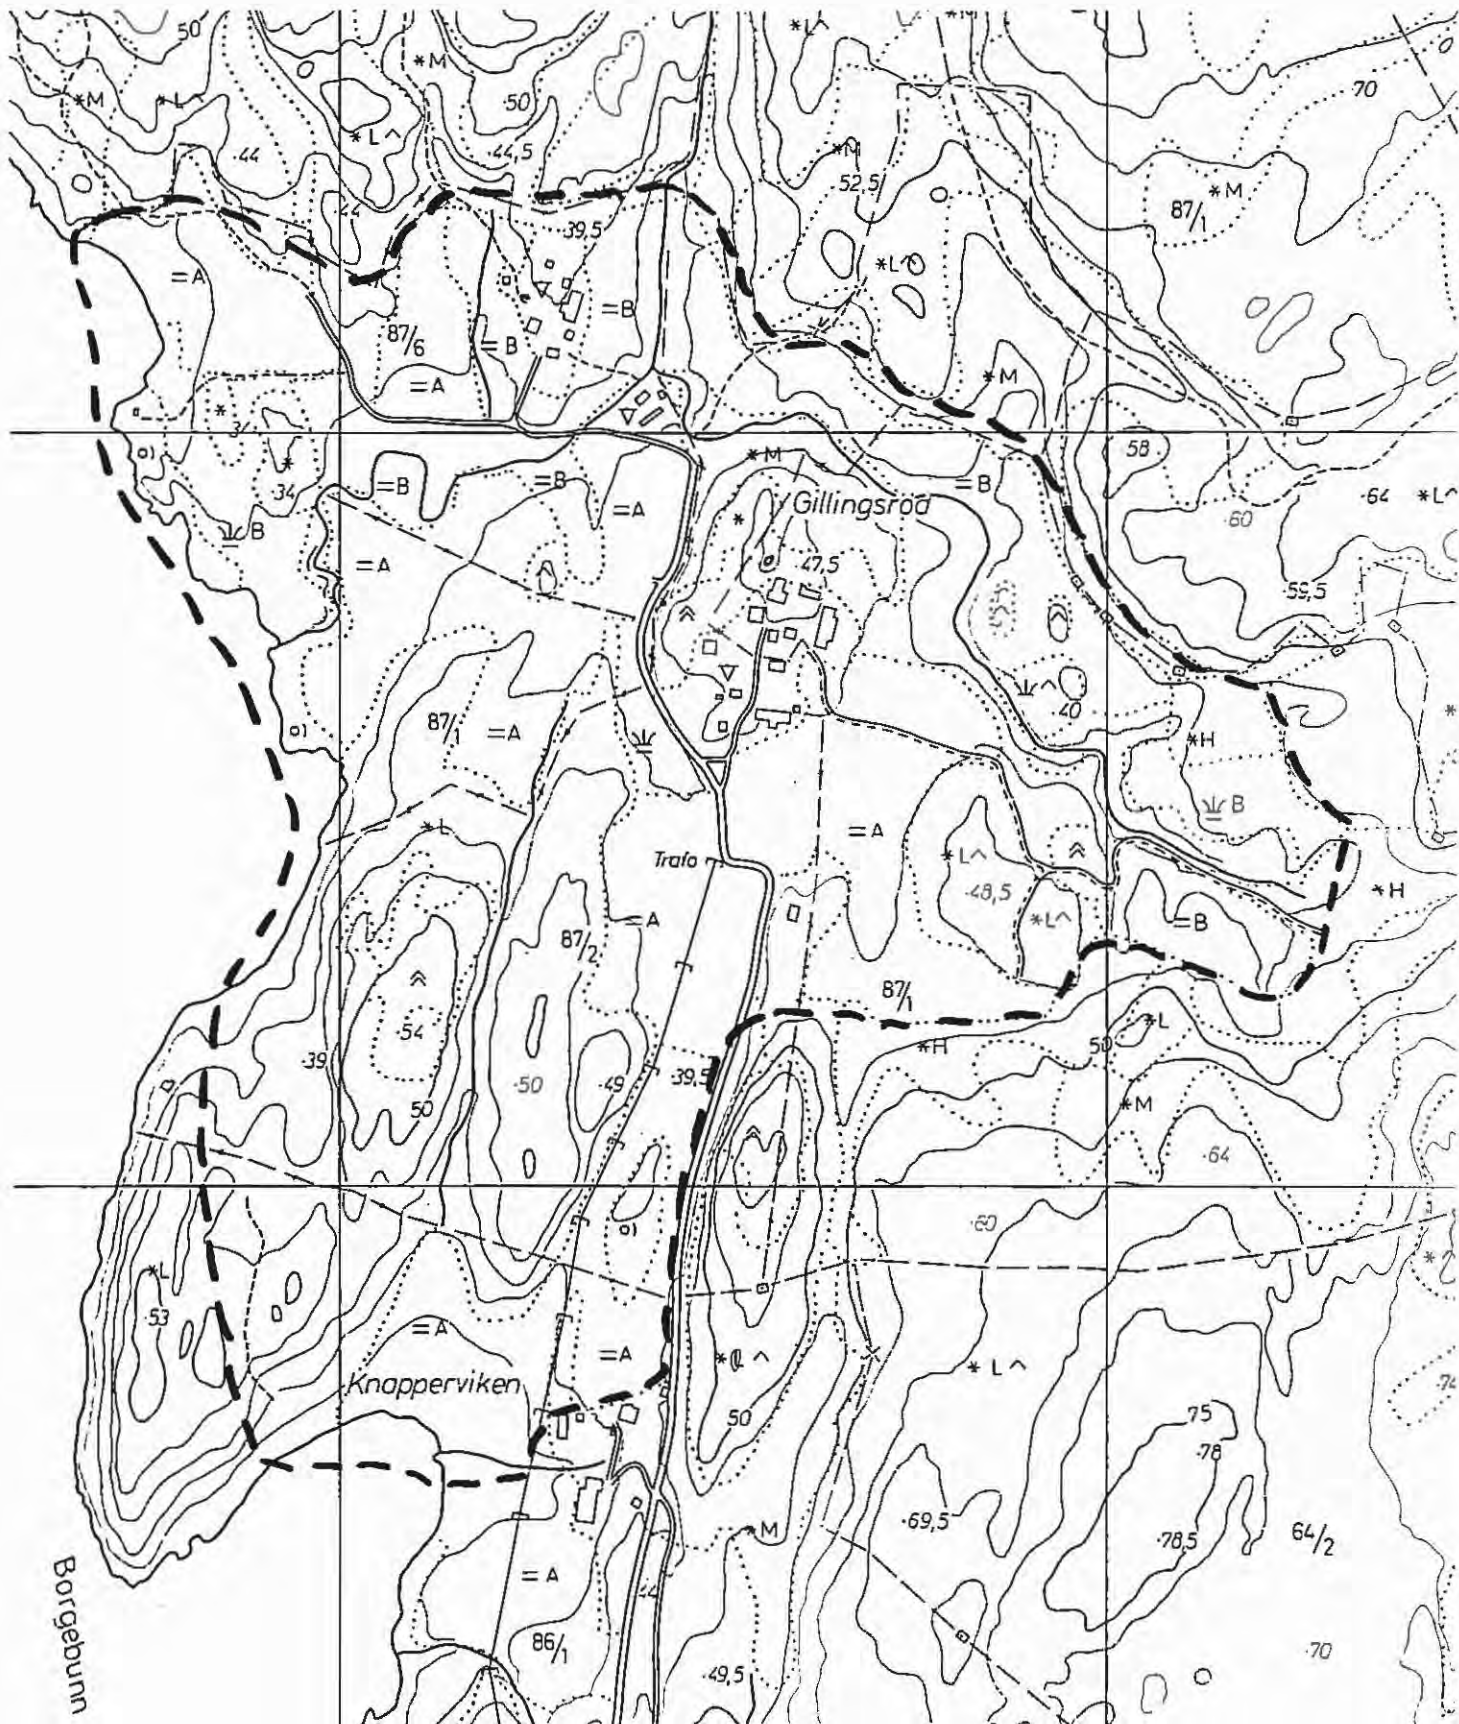 50
*M
*L^
*M
*M
*L^
·50
70
*L^
·44
·44,5
*M
52,5
*M
87/1
·44
39,5
=A
*L^
=B
87/6
=B
=A
*M
*
·58
*
·34
*M
=B
=B
=B
·64
*L^
=A
Gillingsrød
·60
*
B
=A
·47,5
·59,5
^
·40
87/1
=A
*H
*
B
*L
=A
Trafo
*L^
·48,5
*H
*L^
=A
=B
87/2
87/1
·54
*L
·39
50
*H
·50
·49
·39,5
50
*M
·64
·60
*L
·53
=A
=A
* L^
Knapperviken
·74
50
75
·78
*M
·69,5
·78,5
64/2
=A
44
Borgebunn
86/1
·70
·49,5